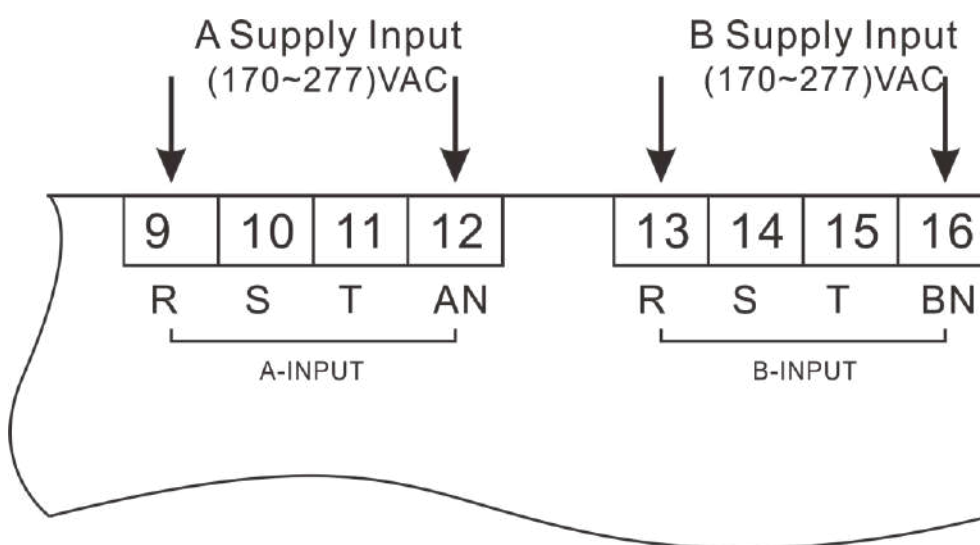 A Supply Input
(170~277)VAC
B Supply Input
(170~277)VAC
9 10 11 12
13 14 15 16
R S T AN
R S T BN
A-INPUT
B-INPUT